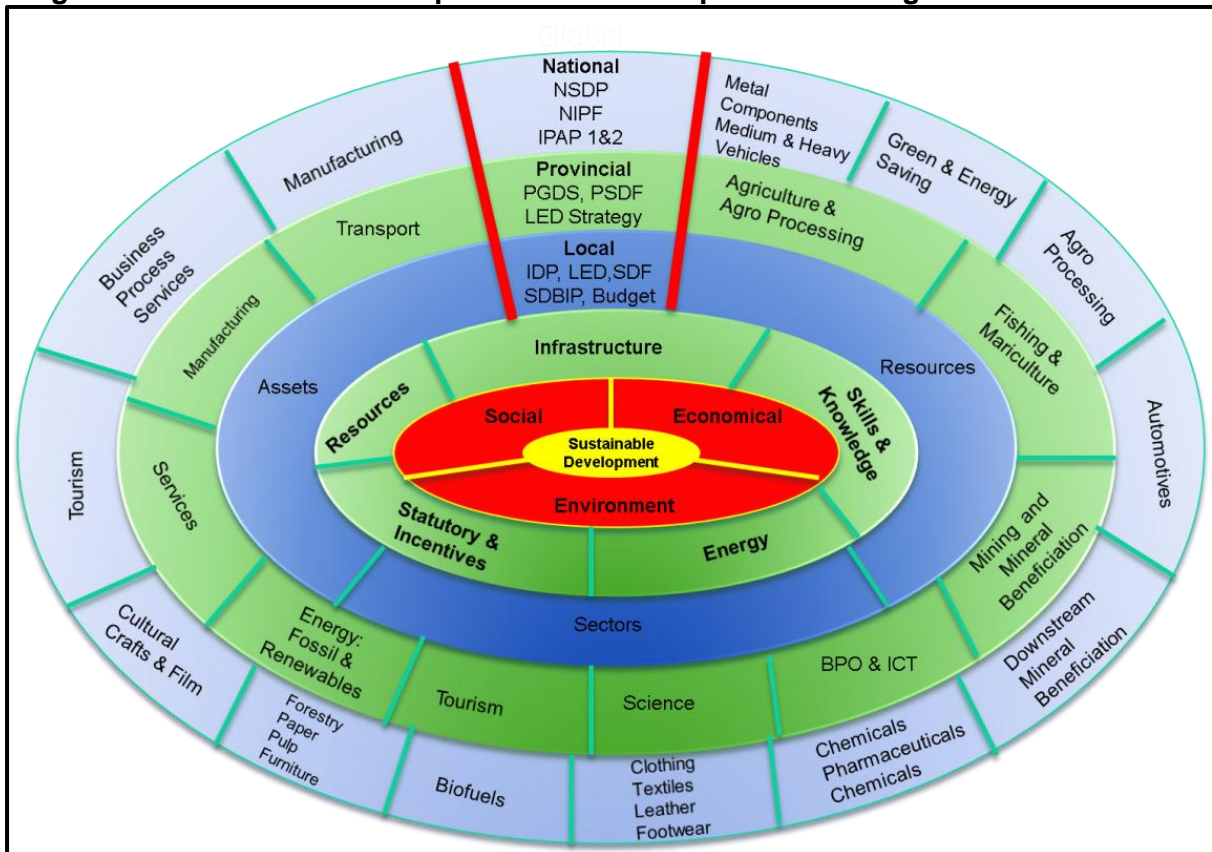 Global
National
NSDP
NIPF
IPAP 1&2
Provincial
PGDS, PSDF
LED Strategy
Local
IDP, LED,SDF
SDBIP, Budget
Metal
Components
Medium & Heavy
Vehicles
Green & Energy
Saving
Agro
Processing
Automotives
Downstream
Mineral
Beneficiation
Chemicals
Pharmaceuticals
Chemicals
Clothing
Textiles
Leather
Footwear
Biofuels
Forestry
Paper
Pulp
Furniture
Cultural
Crafts & Film
Tourism
Business
Process
Services
Manufacturing
Agriculture &
Agro Processing
Fishing &
Mariculture
Mining and
Mineral
Beneficiation
BPO & ICT
Science
Tourism
Energy:
Fossil &
Renewables
Services
Manufacturing
Transport
Resources
Sectors
Assets
Infrastructure
Skills &
Knowledge
Energy
Statutory &
Incentives
Resources
Social
Economical
Environment
Sustainable
Development